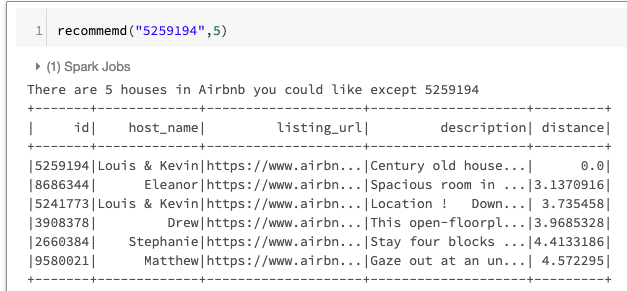 1 recommemd("5259194",5)
(1) Spark Jobs
There are 5 houses in Airbnb you could like except 5259194
+-------+-------------+--------------------+--------------------+---------+
|     id|    host_name|         listing_url|         description| distance|
+-------+-------------+--------------------+--------------------+---------+
|5259194|Louis & Kevin|https://www.airbn...|Century old house...|      0.0|
|8686344|      Eleanor|https://www.airbn...|Spacious room in ...|3.1370916|
|5241773|Louis & Kevin|https://www.airbn...|Location !   Down...| 3.735458|
|3908378|         Drew|https://www.airbn...|This open-floorpl...|3.9685328|
|2660384|    Stephanie|https://www.airbn...|Stay four blocks ...|4.4133186|
|9580021|      Matthew|https://www.airbn...|Gaze out at an un...| 4.572295|
+-------+-------------+--------------------+--------------------+---------+